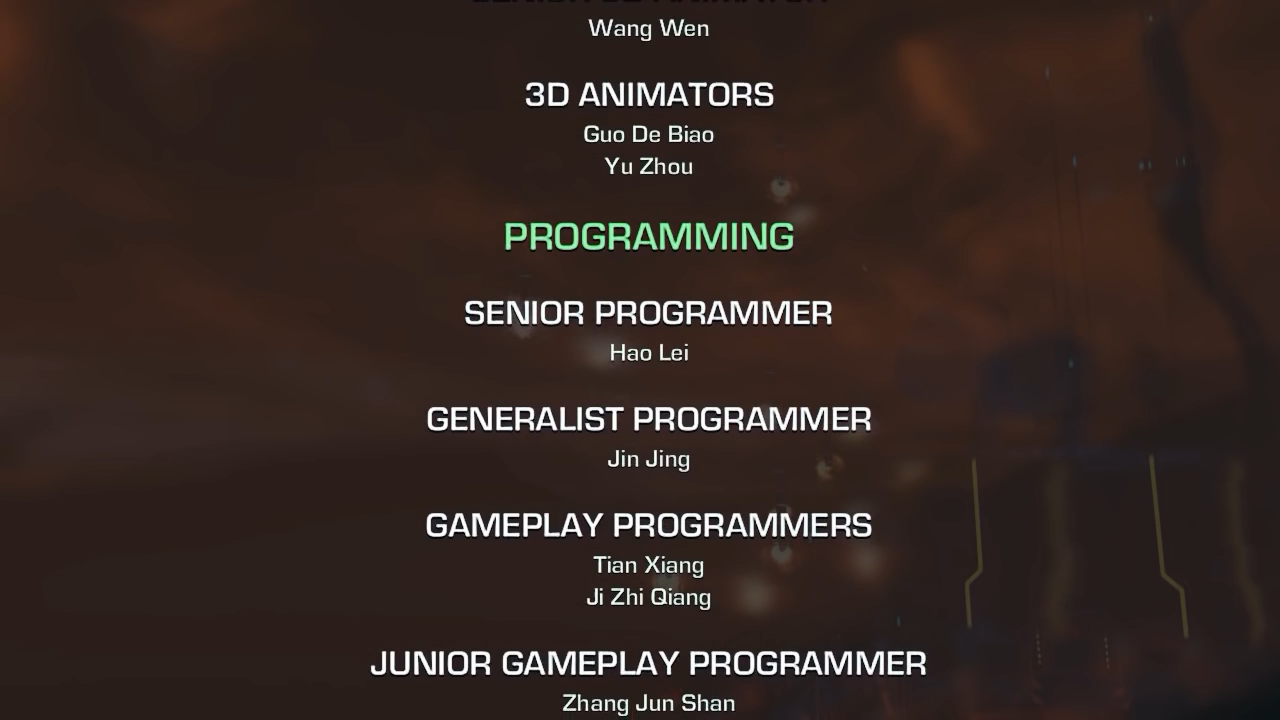 Wang Wen
3D ANIMATORS
Guo De Biao
Yu Zhou
PROGRAMMING
SENIOR PROGRAMMER
Hao Lei
GENERALIST PROGRAMMER
Jin Jing
GAMEPLAY PROGRAMMERS
Tian Xiang
Ji Zhi Qiang
JUNIOR GAMEPLAY PROGRAMMER
Zhang Jun Shan